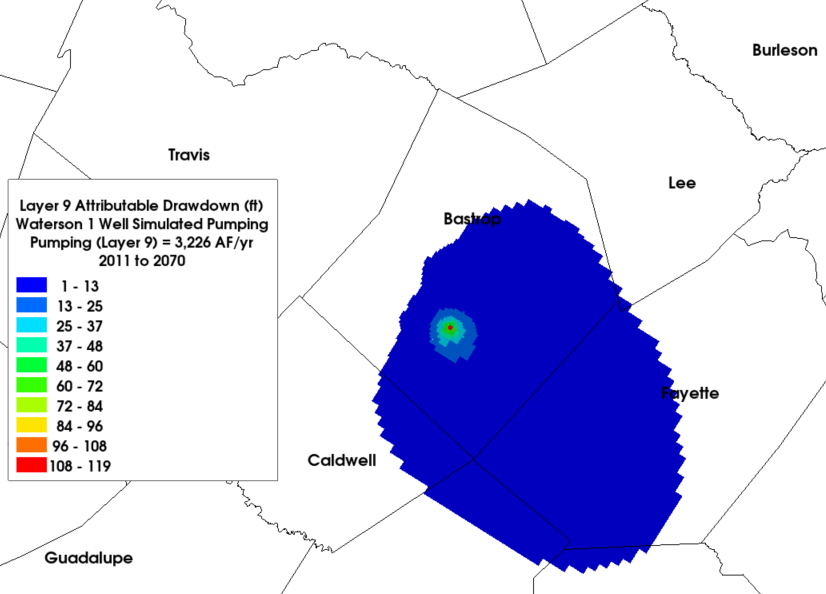 Burleson
Travis
Lee
Layer 9 Attributable Drawdown (ft)
Waterson 1 Well Simulated Pumping
Pumping (Layer 9) = 3,226 AF/yr
2011 to 2070
Bastrop
1 - 13
13 - 25
25 - 37
37 - 48
48 - 60
60 - 72
72 - 84
84 - 96
96 - 108
108 - 119
Fayette
Caldwell
Guadalupe